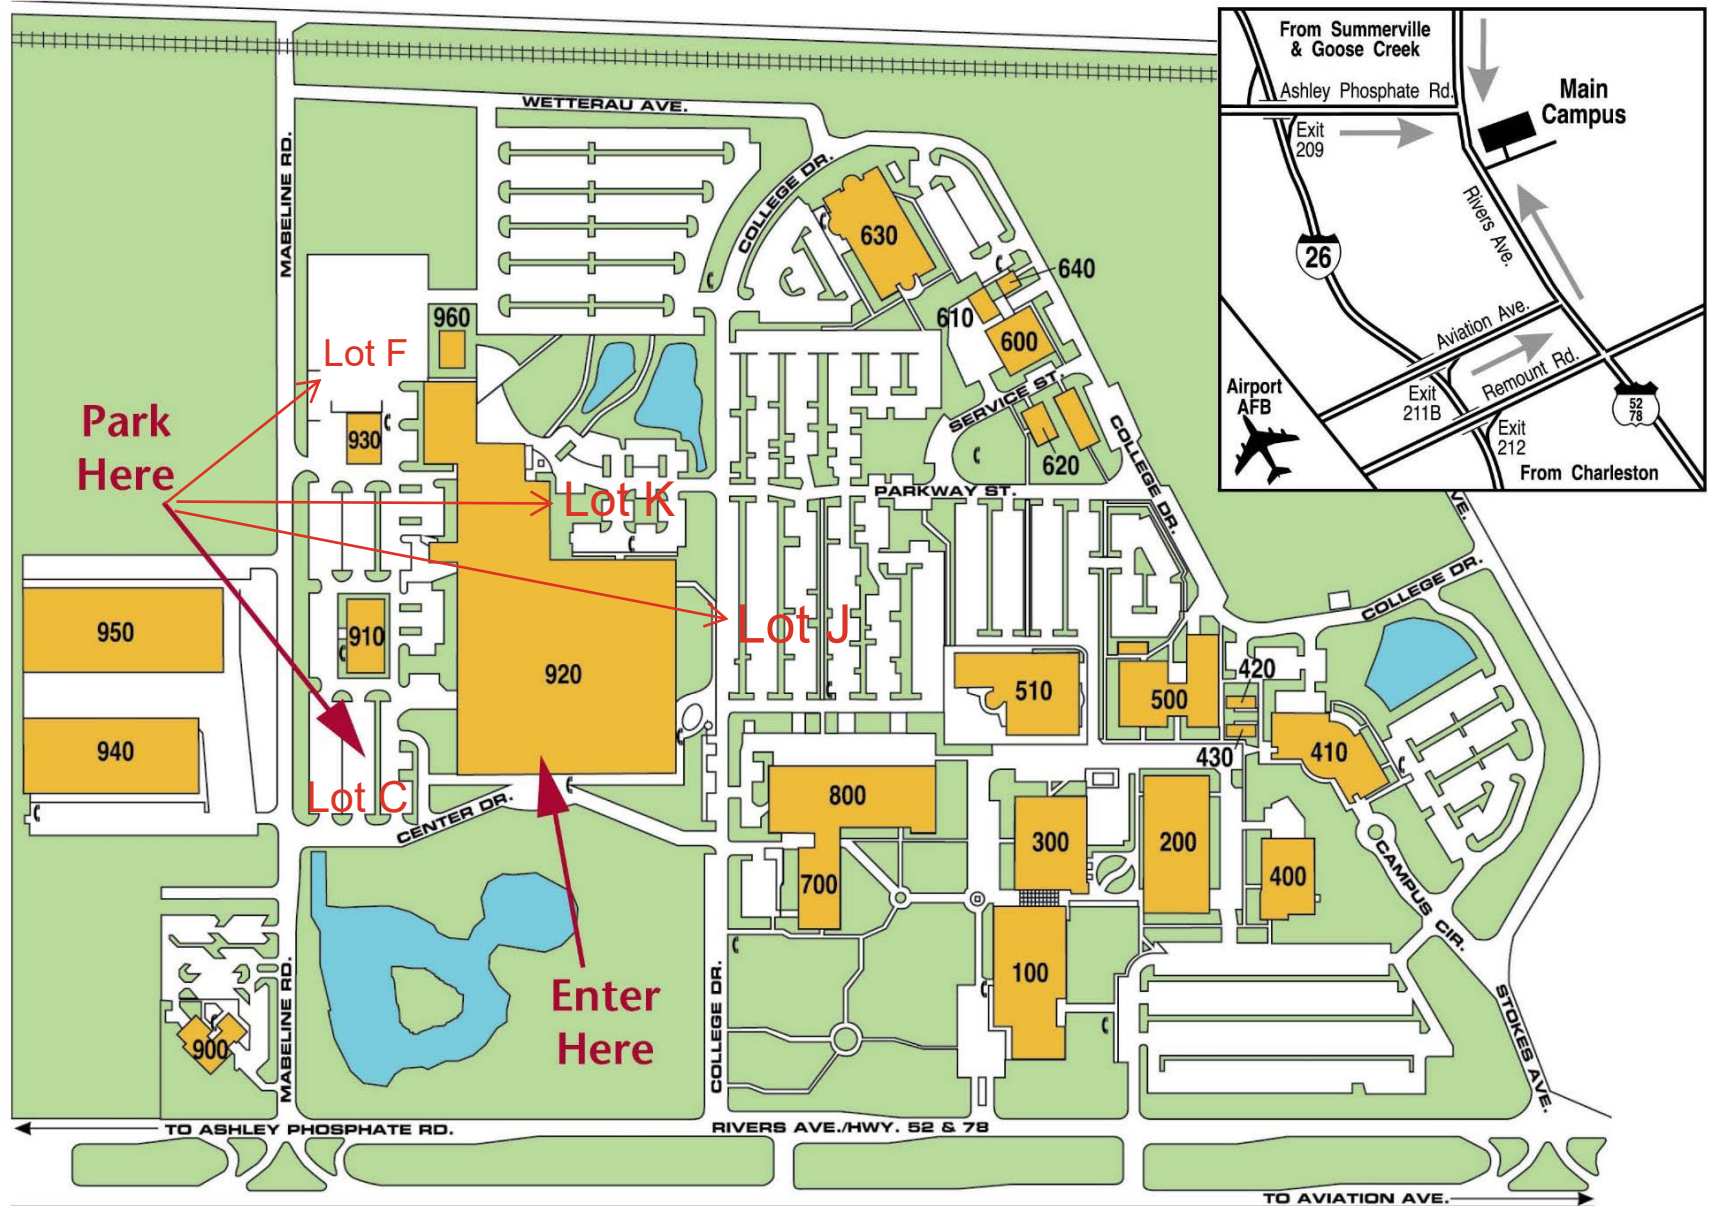 WETTERAU AVE.
MABELINE RD.
COLLEGE DR.
630
640
610
600
960
Lot F
930
Park
Here
SERVICE ST.
620
COLLEGE DR.
PARKWAY ST.
Lot K
950
910
920
Lot J
510
500
420
430
410
COLLEGE DR.
940
Lot C
CENTER DR.
800
700
300
200
400
CAMPUS CIR.
100
Enter
Here
900
MABELINE RD.
COLLEGE DR.
STOKES AVE.
TO ASHLEY PHOSPHATE RD.
RIVERS AVE./HWY. 52 & 78
TO AVIATION AVE.
VE.
From Summerville
& Goose Creek
Ashley Phosphate Rd.
Main
Campus
Exit
209
26
Rivers Ave.
Aviation Ave.
Remount Rd.
Airport
AFB
Exit
211B
Exit
212
52
78
From Charleston